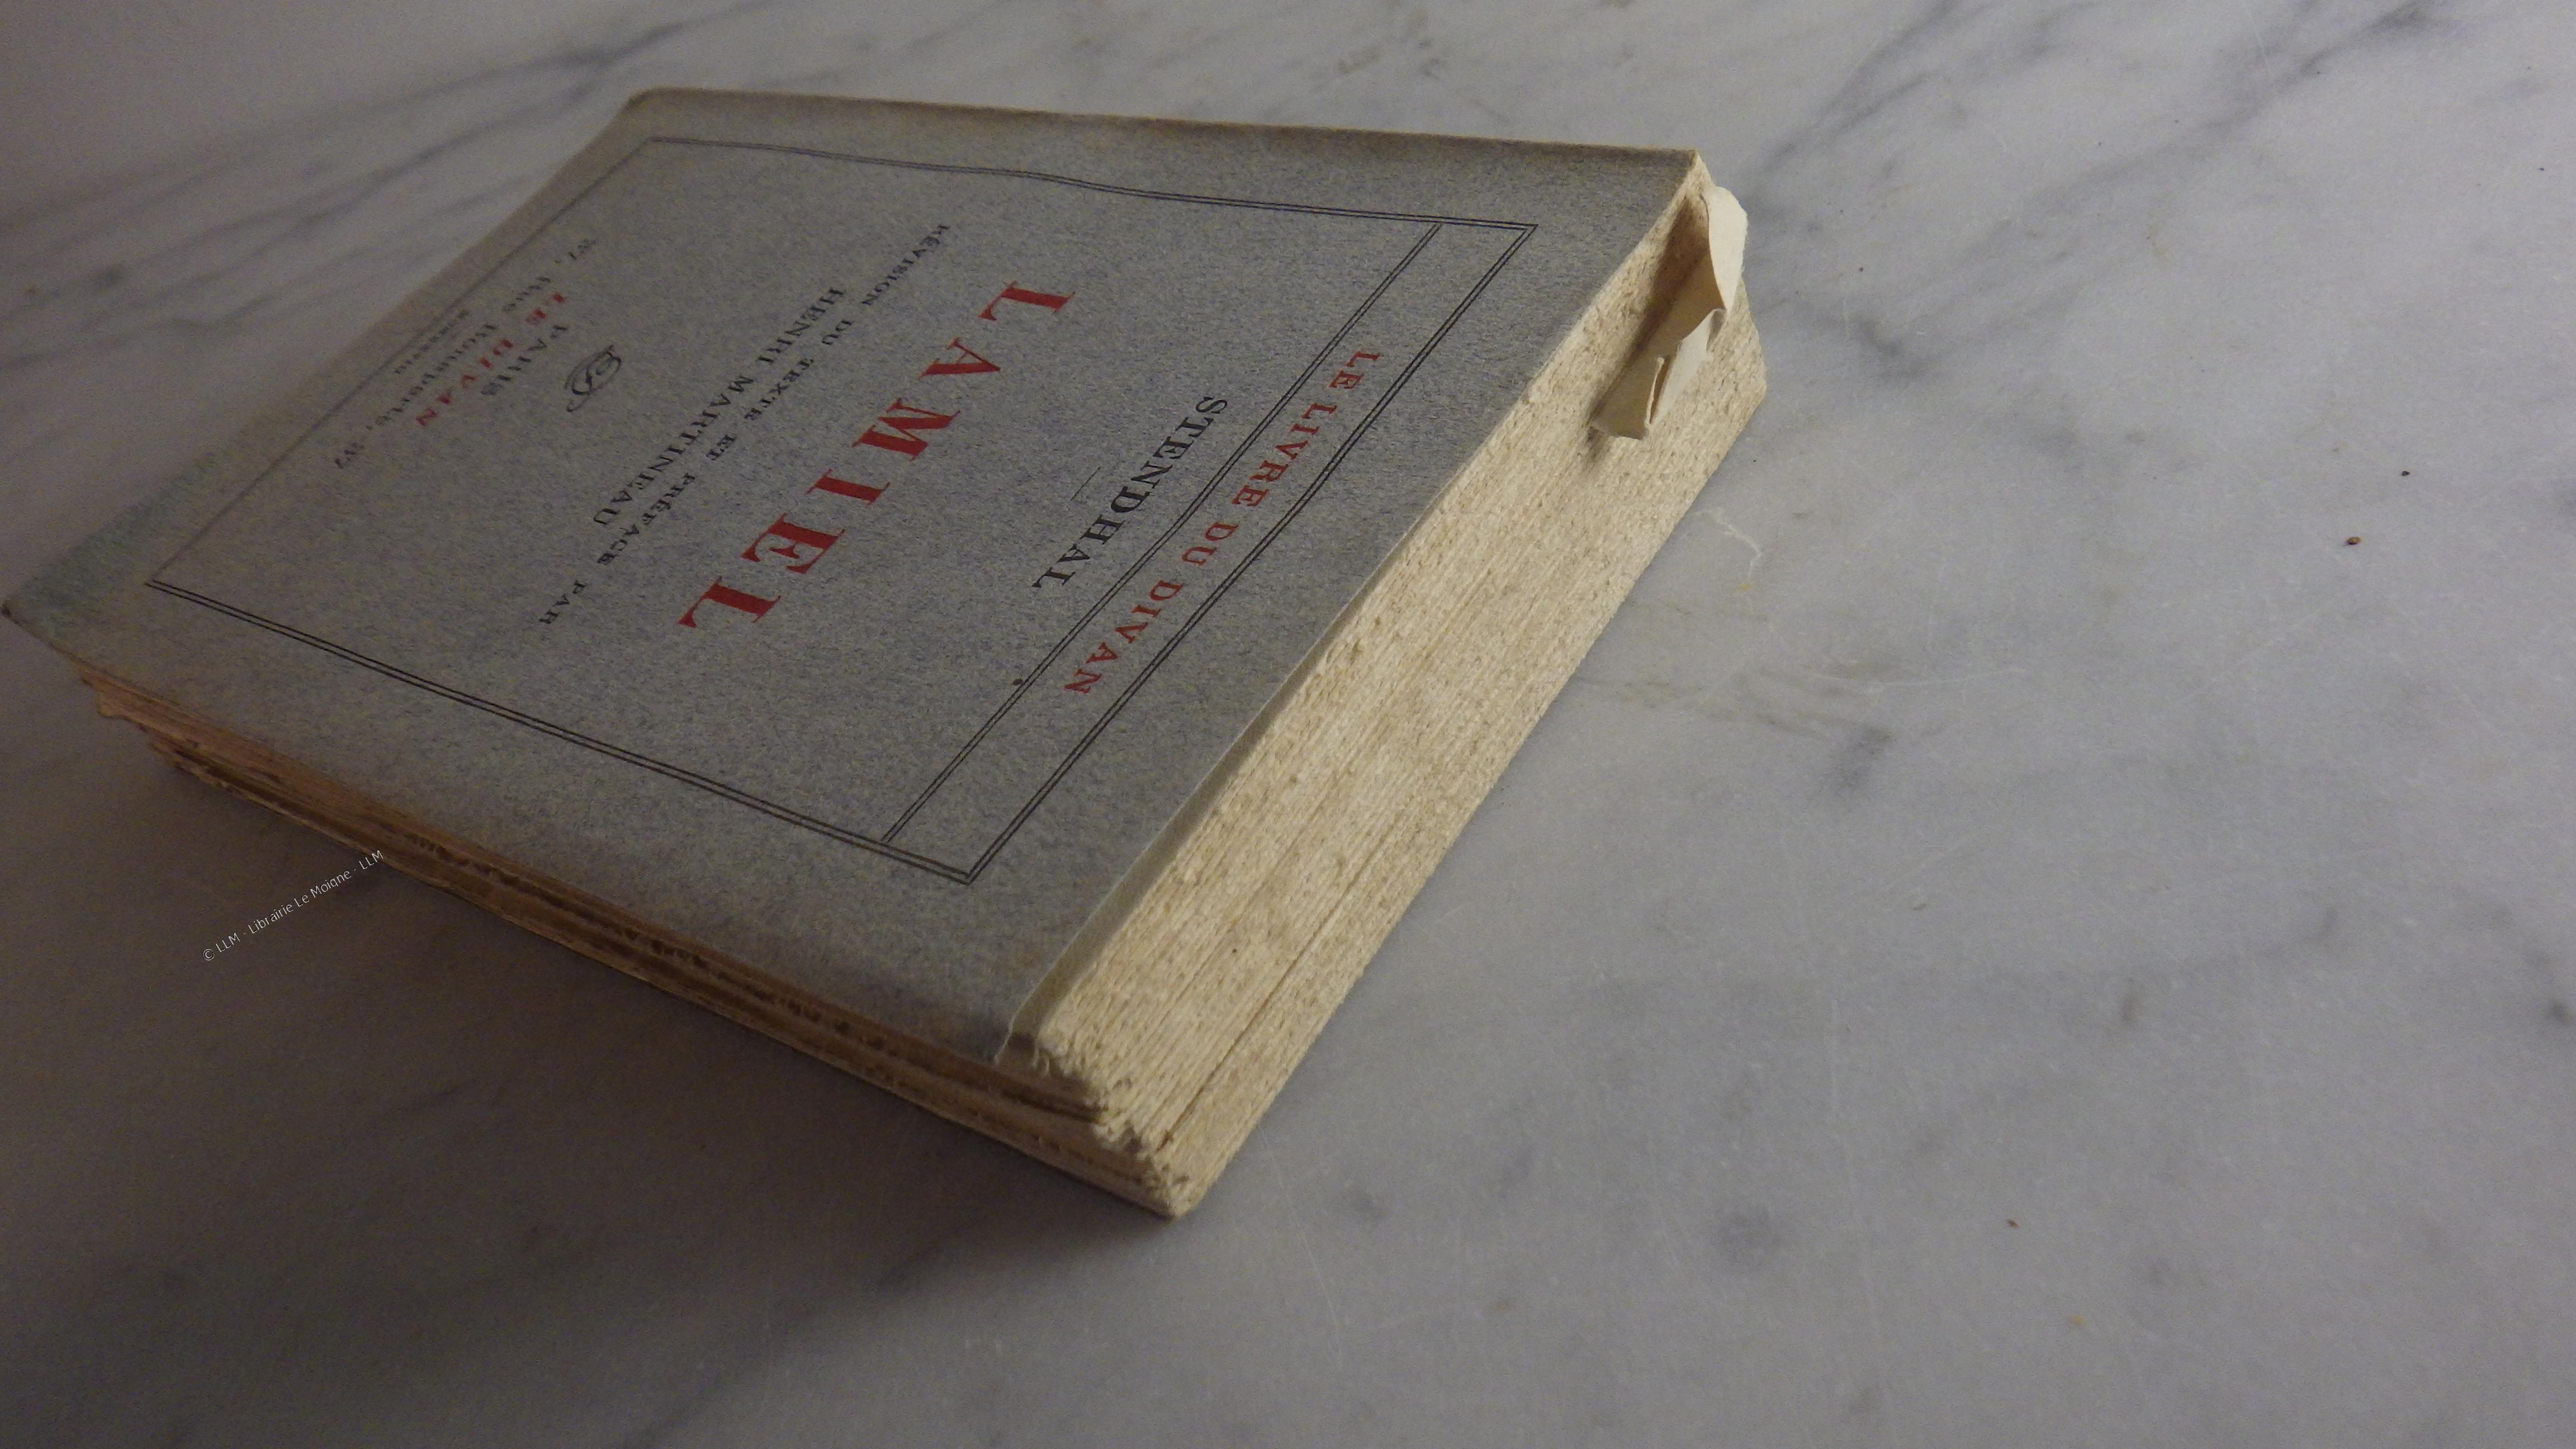 LE LIVRE DU DIVAN
STENDHAL
LAMIEL
RÉVISION DU TEXTE ET PRÉFACE PAR
HENRI MARTINEAU
PARIS
LE DIVAN
37, Rue Bonaparte, 37
© LLM - Librairie Le Moigne - LLM